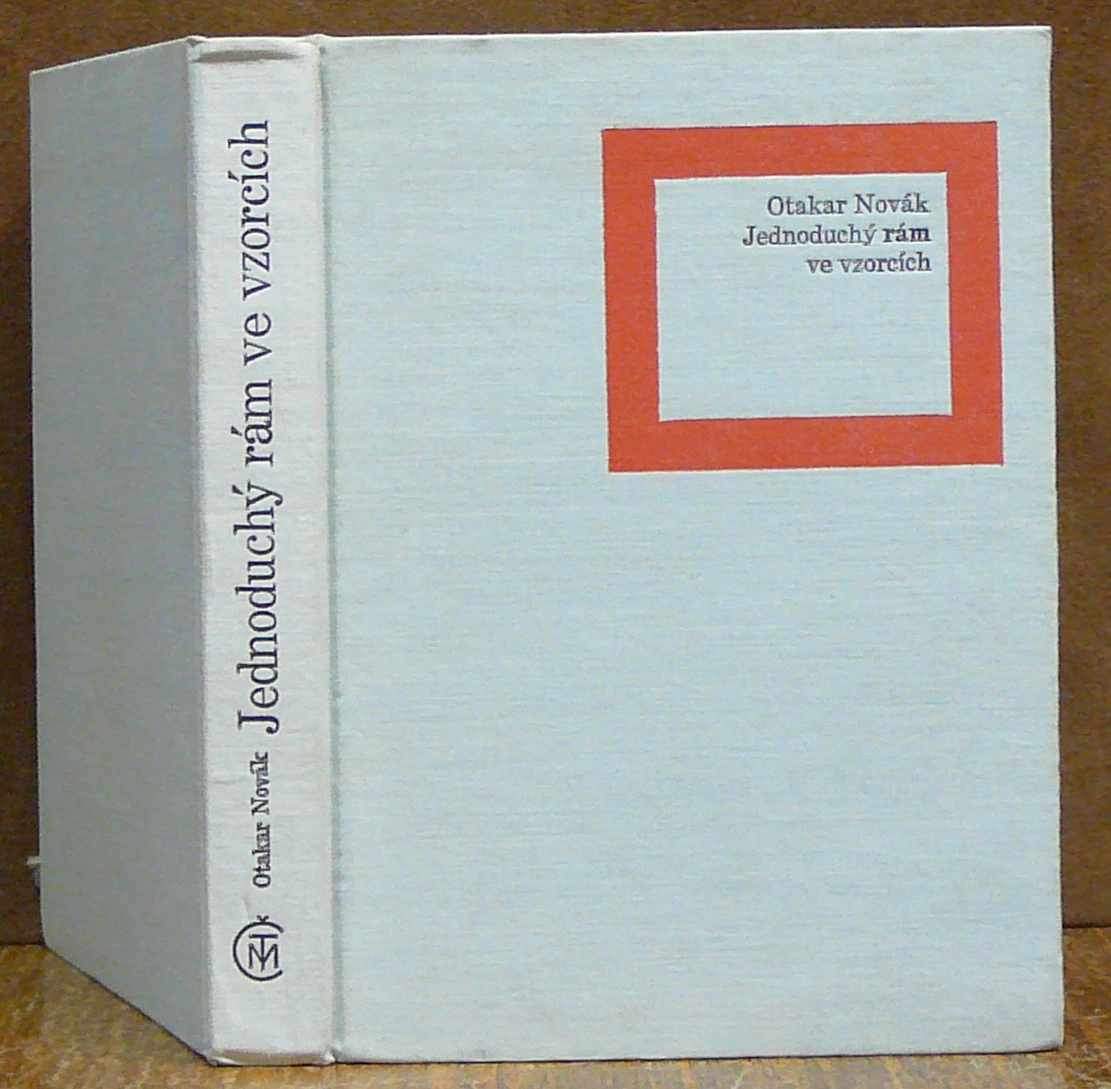 Otakar Novák
Jednoduchý rám
ve vzorcích
Otakar Novák Jednoduchý rám ve vzorcích